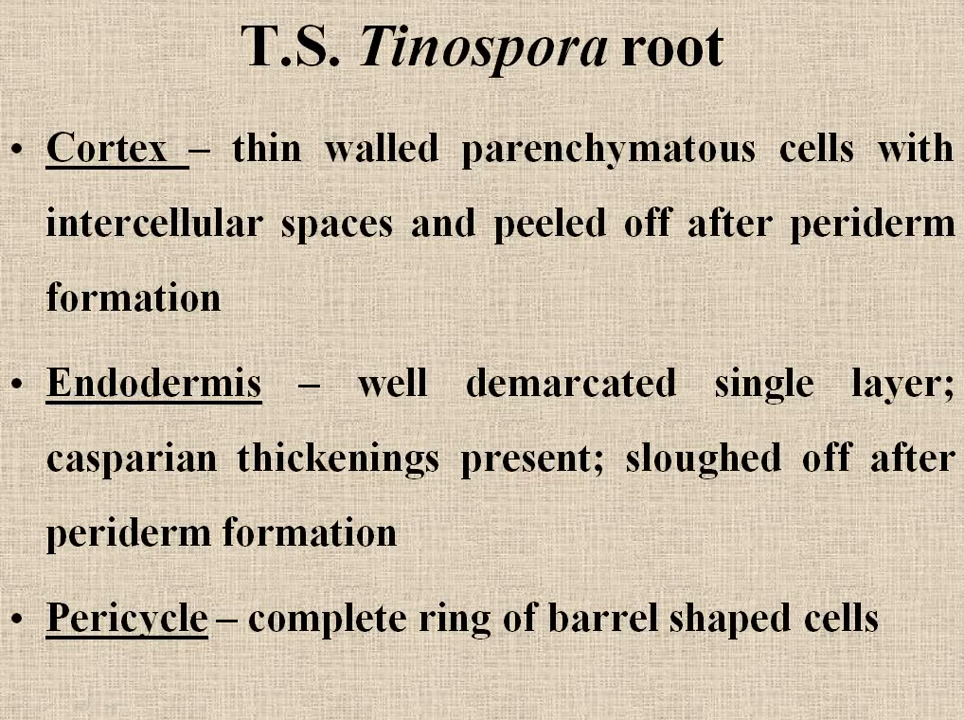 T.S. Tinospora root
• Cortex – thin walled parenchymatous cells with
intercellular spaces and peeled off after periderm
formation
• Endodermis – well demarcated single layer;
casparian thickenings present; sloughed off after
periderm formation
• Pericycle – complete ring of barrel shaped cells